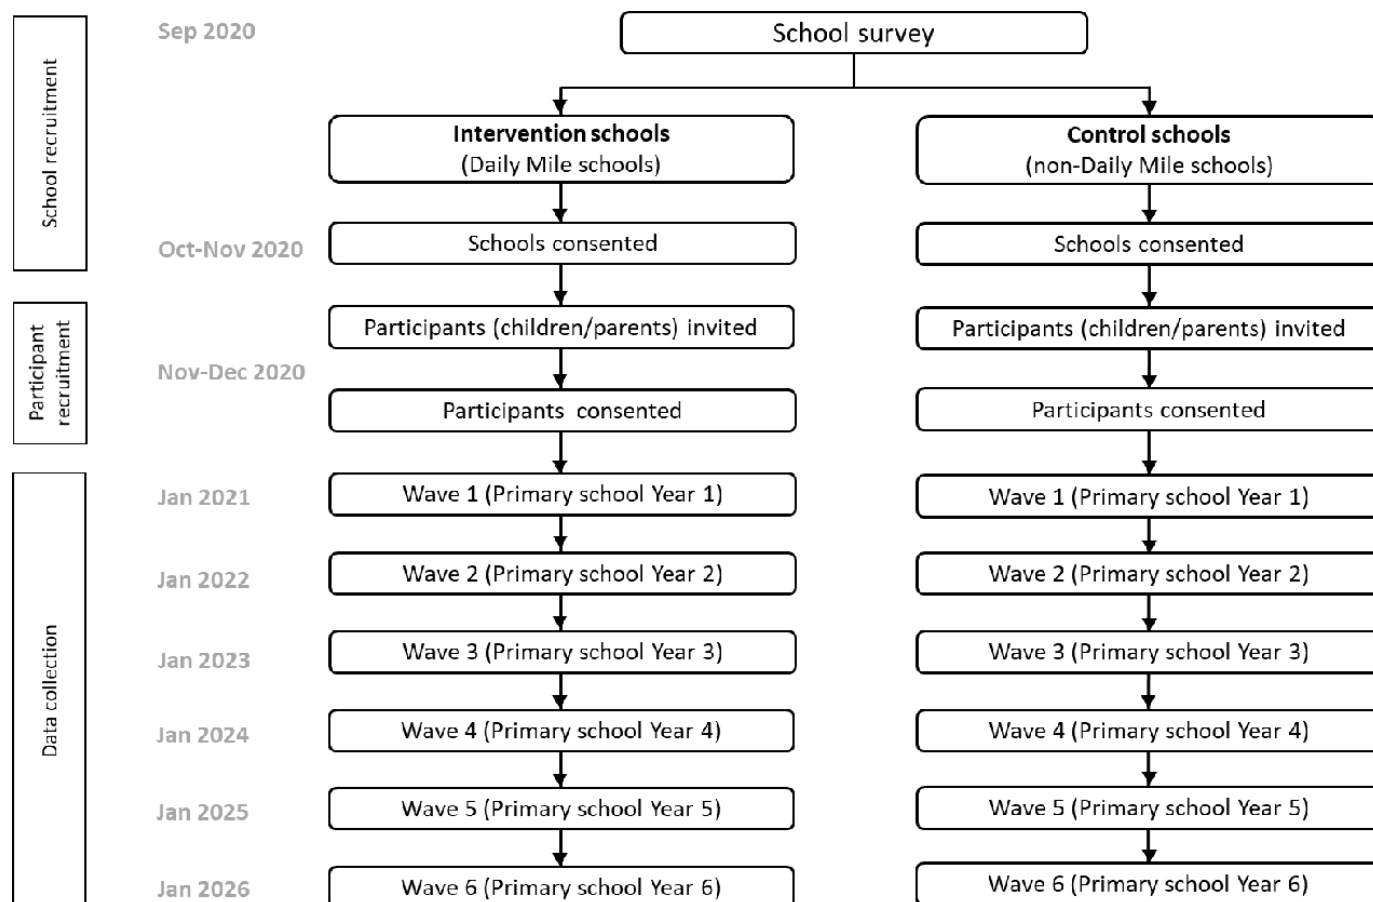 School recruitment
Sep 2020
School survey
Intervention schools
(Daily Mile schools)
Control schools
(non-Daily Mile schools)
Oct-Nov 2020
Schools consented
Schools consented
Participant
recruitment
Participants (children/parents) invited
Participants (children/parents) invited
Nov-Dec 2020
Participants consented
Participants consented
Data collection
Jan 2021
Wave 1 (Primary school Year 1)
Wave 1 (Primary school Year 1)
Jan 2022
Wave 2 (Primary school Year 2)
Wave 2 (Primary school Year 2)
Jan 2023
Wave 3 (Primary school Year 3)
Wave 3 (Primary school Year 3)
Jan 2024
Wave 4 (Primary school Year 4)
Wave 4 (Primary school Year 4)
Jan 2025
Wave 5 (Primary school Year 5)
Wave 5 (Primary school Year 5)
Jan 2026
Wave 6 (Primary school Year 6)
Wave 6 (Primary school Year 6)